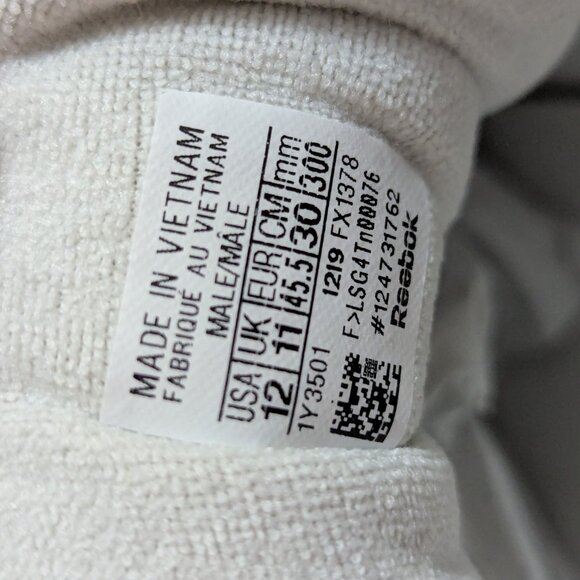 MADE IN VIETNAM
FABRIQUÉ AU VIETNAM
MALE/MÂLE
USA UK EUR CM mm
12 11 45.5 30 300
1Y3501 1219 FX1378
F>LSG4Tn00076
#124731762
Reebok